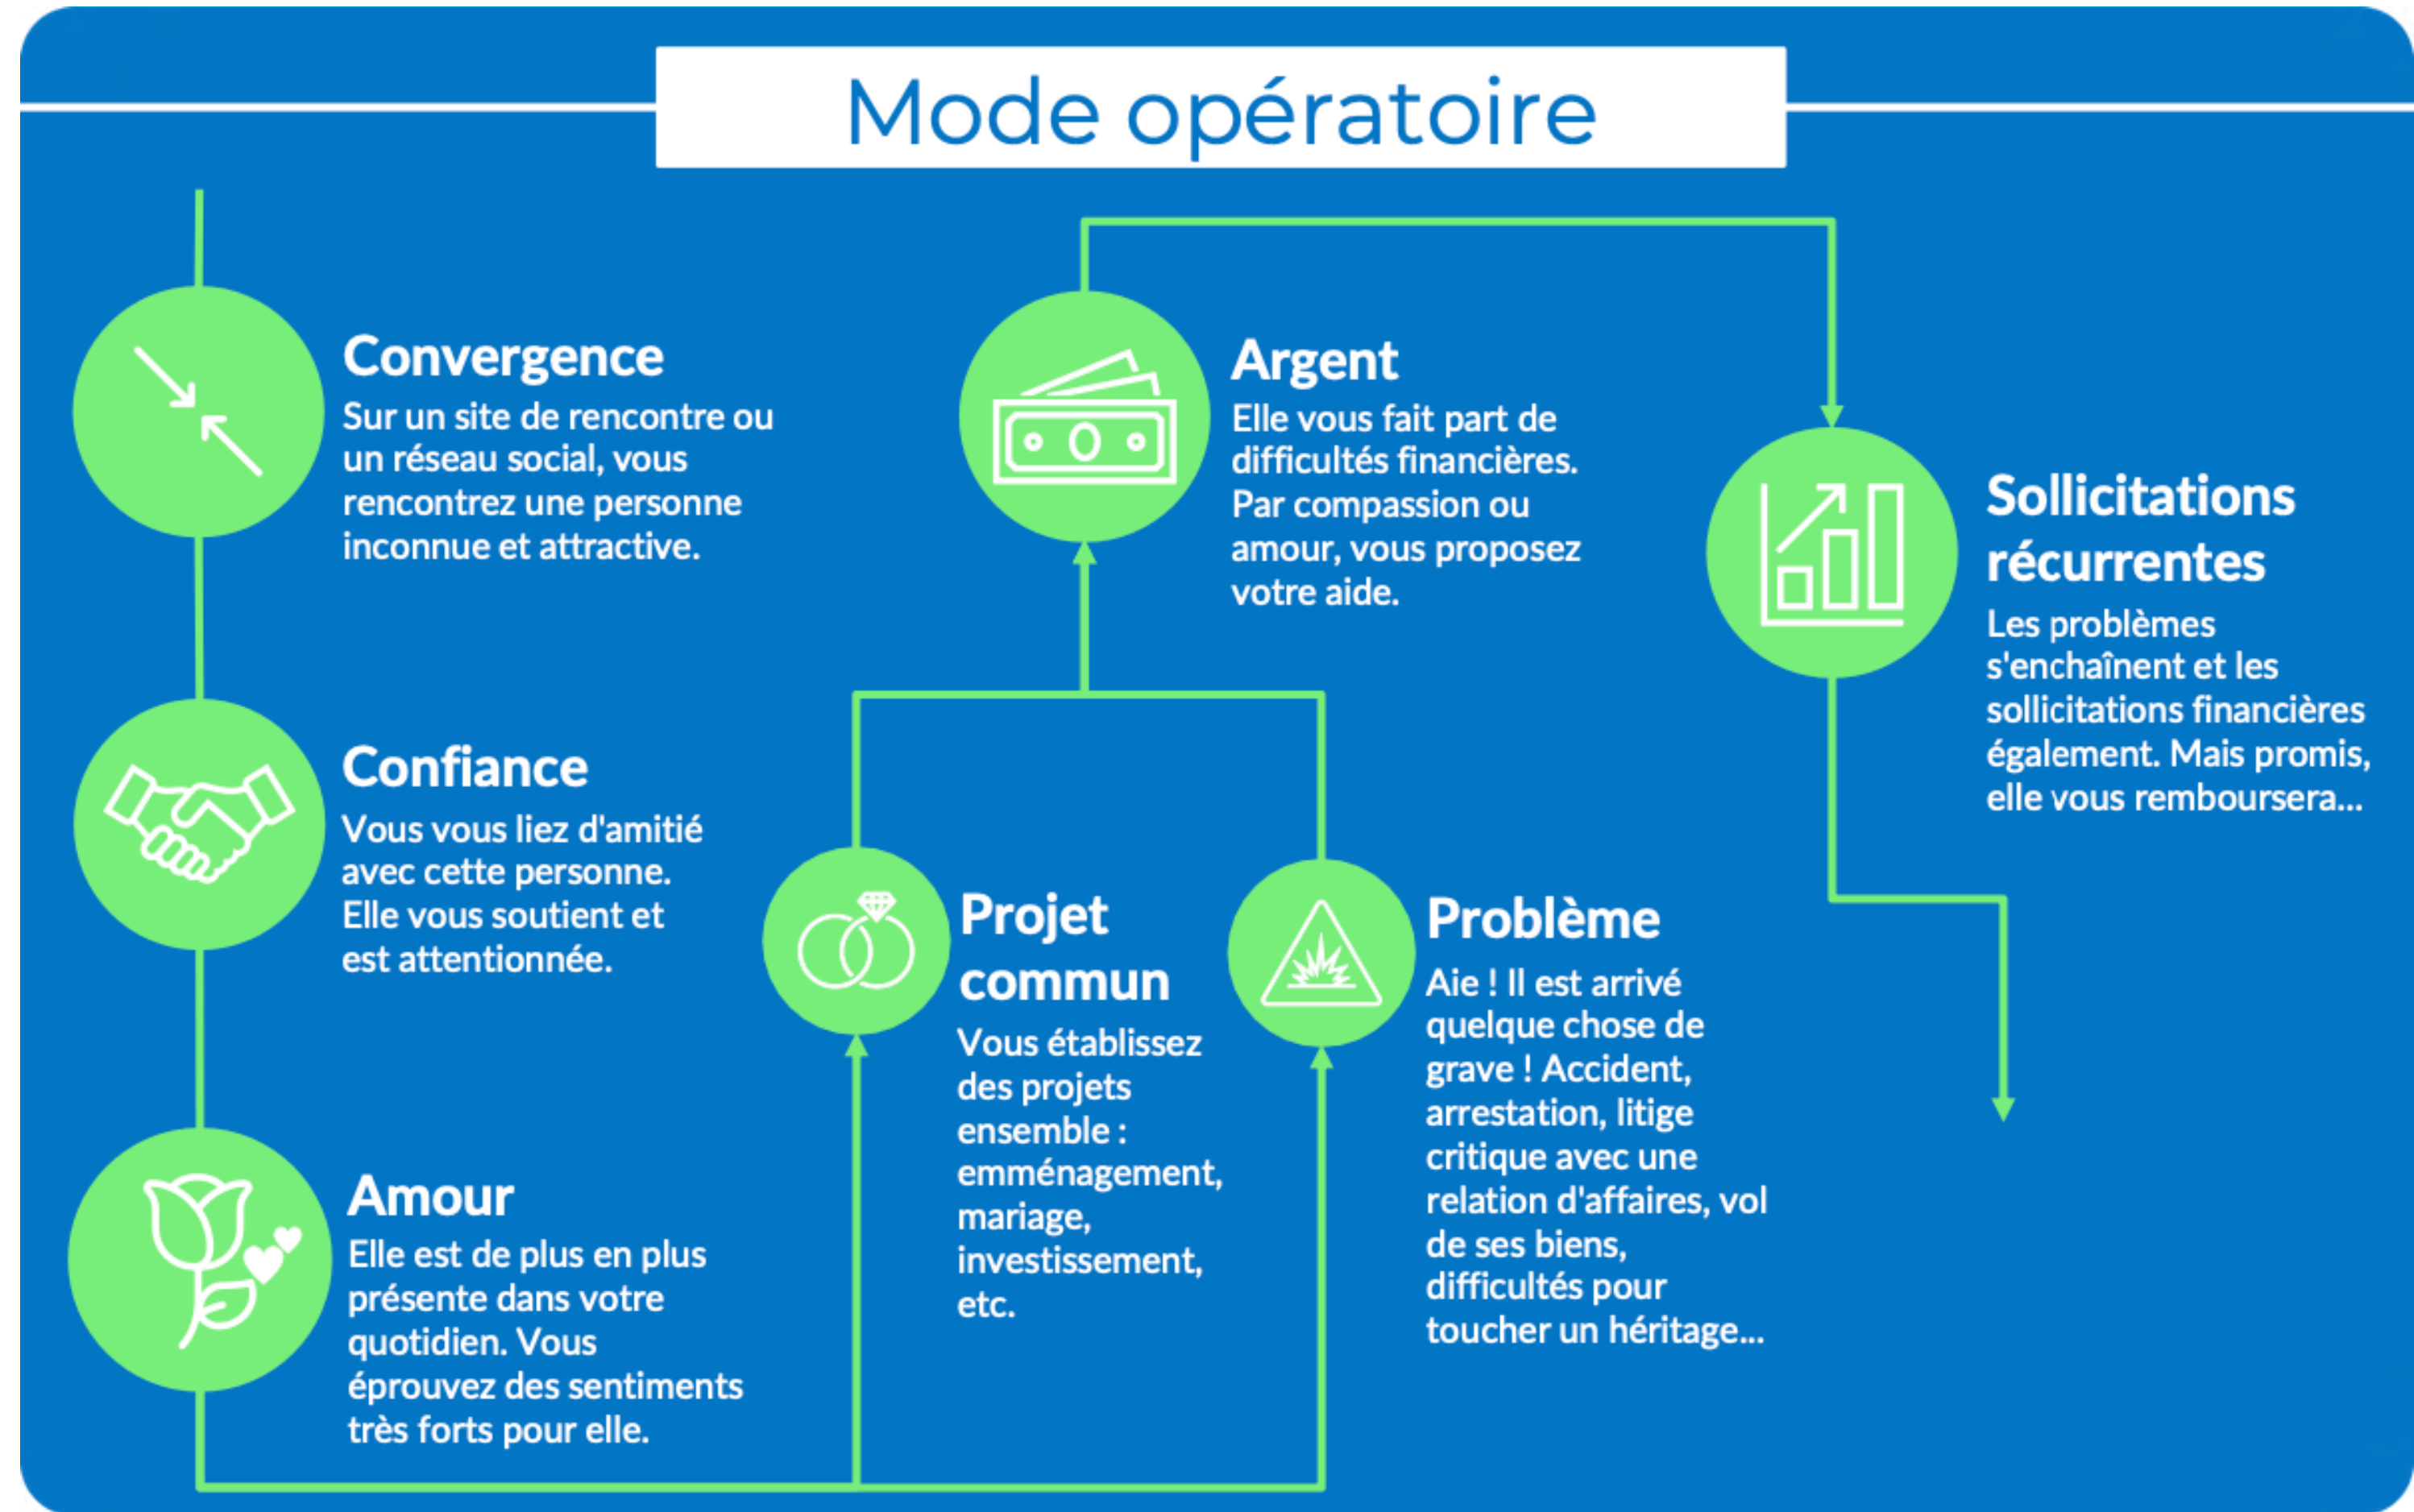 Mode opératoire
Convergence
Sur un site de rencontre ou
un réseau social, vous
rencontrez une personne
inconnue et attractive.
Confiance
Vous vous liez d'amitié
avec cette personne.
Elle vous soutient et
est attentionnée.
Amour
Elle est de plus en plus
présente dans votre
quotidien. Vous
éprouvez des sentiments
très forts pour elle.
Projet
commun
Vous établissez
des projets
ensemble :
emménagement,
mariage,
investissement,
etc.
Problème
Aie ! Il est arrivé
quelque chose de
grave ! Accident,
arrestation, litige
critique avec une
relation d'affaires, vol
de ses biens,
difficultés pour
toucher un héritage...
Argent
Elle vous fait part de
difficultés financières.
Par compassion ou
amour, vous proposez
votre aide.
Sollicitations
récurrentes
Les problèmes
s'enchaînent et les
sollicitations financières
également. Mais promis,
elle vous remboursera...